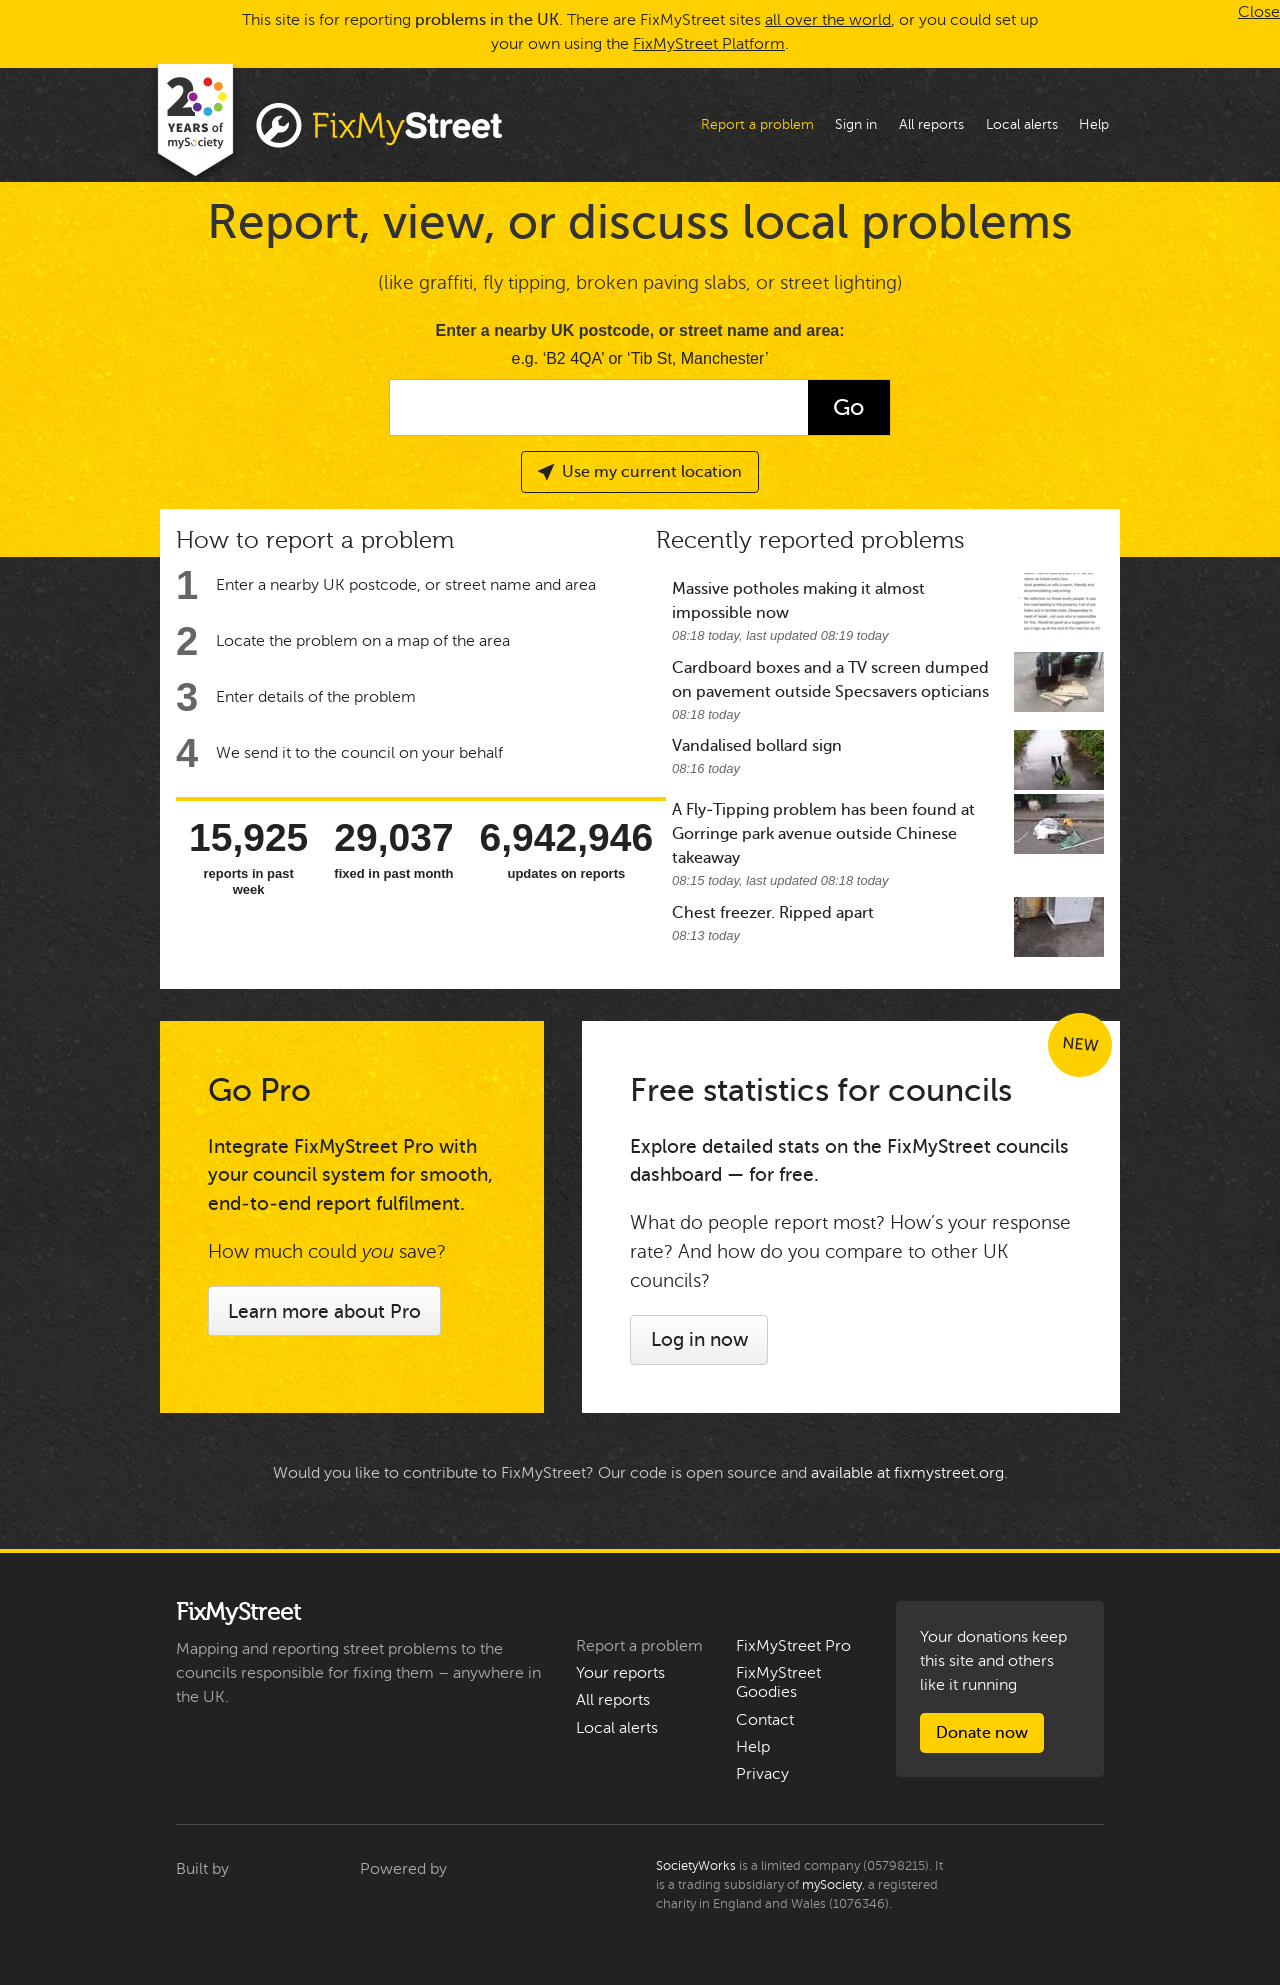 This site is for reporting problems in the UK. There are FixMyStreet sites all over the world, or you could set up
your own using the FixMyStreet Platform.
Close
20
YEARS of
mySociety
FixMyStreet
Report a problem
Sign in
All reports
Local alerts
Help
Report, view, or discuss local problems
(like graffiti, fly tipping, broken paving slabs, or street lighting)
Enter a nearby UK postcode, or street name and area:
e.g. ‘B2 4QA’ or ‘Tib St, Manchester’
Go
Use my current location
How to report a problem
1 Enter a nearby UK postcode, or street name and area
2 Locate the problem on a map of the area
3 Enter details of the problem
4 We send it to the council on your behalf
15,925
reports in past
week
29,037
fixed in past month
6,942,946
updates on reports
Recently reported problems
Massive potholes making it almost
impossible now
08:18 today, last updated 08:19 today
Cardboard boxes and a TV screen dumped
on pavement outside Specsavers opticians
08:18 today
Vandalised bollard sign
08:16 today
A Fly-Tipping problem has been found at
Gorringe park avenue outside Chinese
takeaway
08:15 today, last updated 08:18 today
Chest freezer. Ripped apart
08:13 today
Go Pro
Integrate FixMyStreet Pro with
your council system for smooth,
end-to-end report fulfilment.
How much could you save?
Learn more about Pro
NEW
Free statistics for councils
Explore detailed stats on the FixMyStreet councils
dashboard — for free.
What do people report most? How’s your response
rate? And how do you compare to other UK
councils?
Log in now
Would you like to contribute to FixMyStreet? Our code is open source and available at fixmystreet.org.
FixMyStreet
Mapping and reporting street problems to the
councils responsible for fixing them – anywhere in
the UK.
Report a problem
Your reports
All reports
Local alerts
FixMyStreet Pro
FixMyStreet
Goodies
Contact
Help
Privacy
Your donations keep
this site and others
like it running
Donate now
Built by
Powered by
SocietyWorks is a limited company (05798215). It
is a trading subsidiary of mySociety, a registered
charity in England and Wales (1076346).